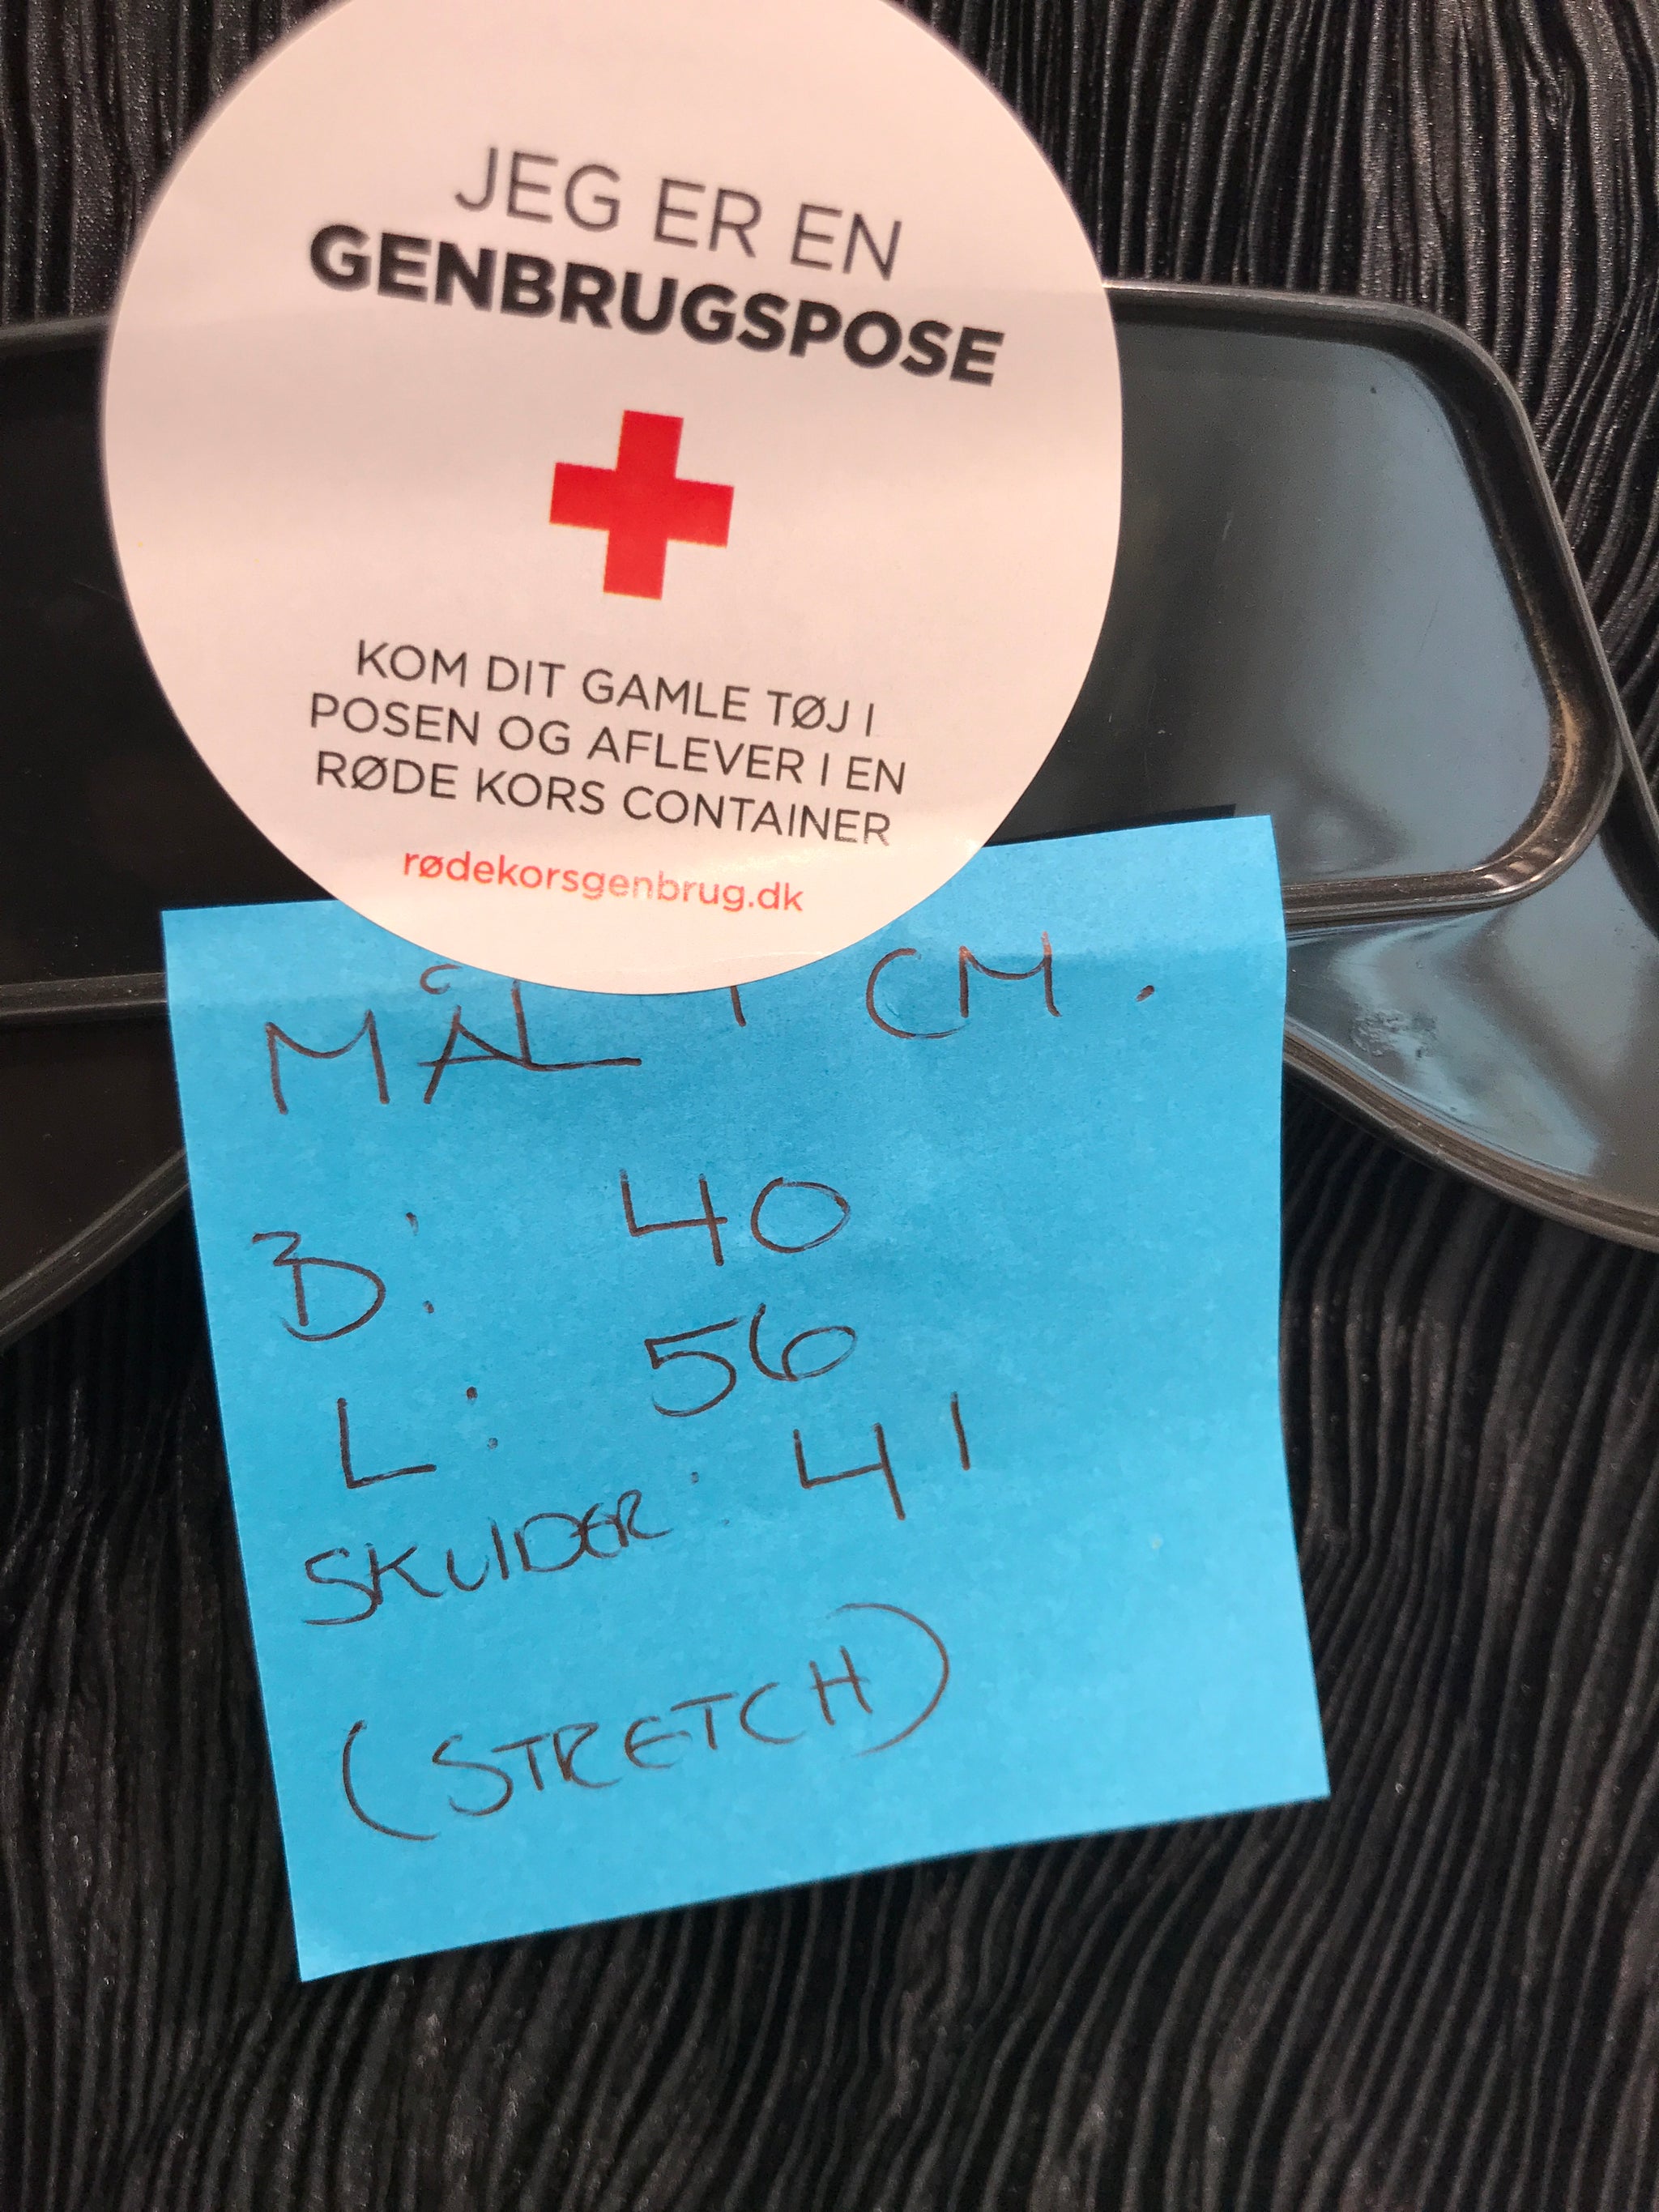 JEG ER EN
GENBRUGSPOSE
KOM DIT GAMLE TØJ I
POSEN OG AFLEVER I EN
RØDE KORS CONTAINER
rødekorsgenbrug.dk
MÅL I CM.
B: 40
L: 56
SKULDER: 41
(STRETCH)